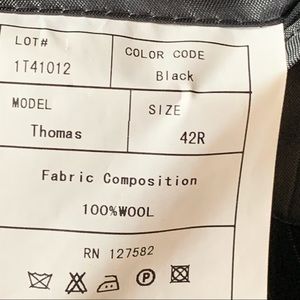 LOT#
1T41012
COLOR CODE
Black
MODEL
Thomas
SIZE
42R
Fabric Composition
100%WOOL
RN 127582
P